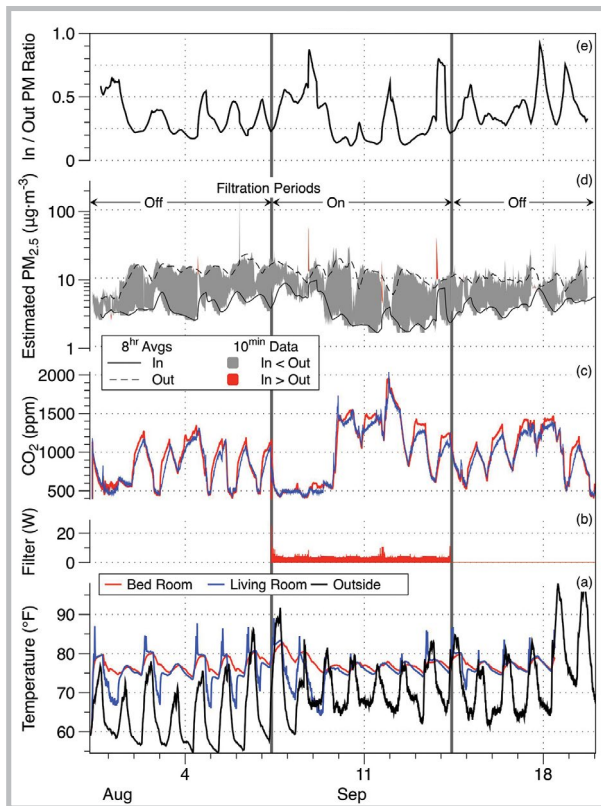 In / Out PM Ratio
1.0
0.5
0
(e)
Estimated PM2.5 (µg·m-3)
100
10
1
Filtration Periods
Off
On
Off
(d)
8hr Avgs
10min Data
In
In < Out
Out
In > Out
CO2 (ppm)
2000
1500
1000
500
(c)
Filter (W)
20
0
(b)
Bed Room
Living Room
Outside
(a)
Temperature (°F)
90
80
70
60
4
11
18
Aug
Sep